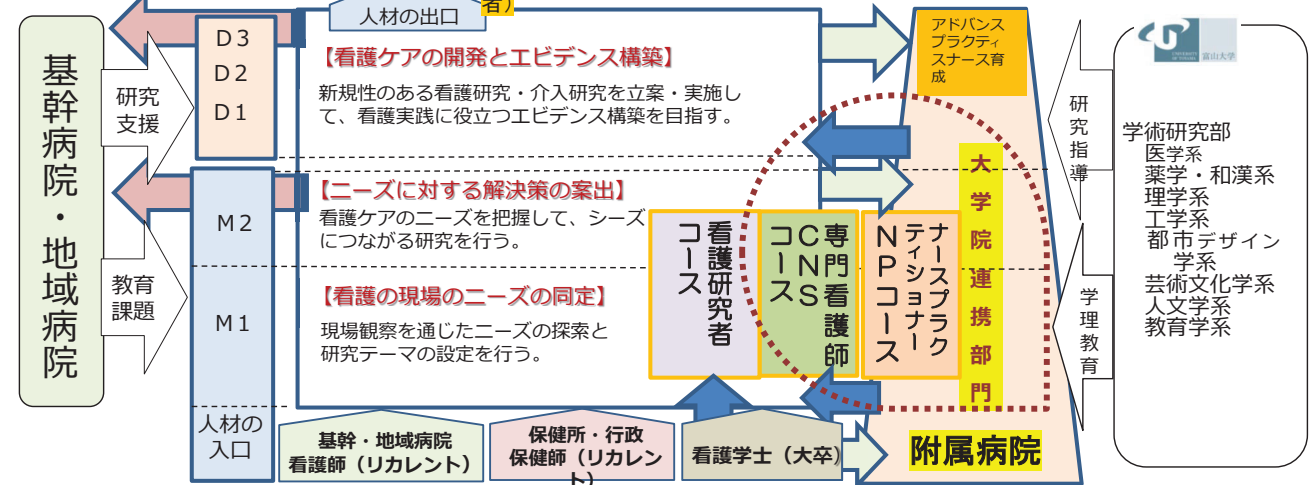 人材の出口
者）
基幹病院・地域病院
研究
支援
教育
課題
D3
D2
D1
M2
M1
人材の
入口
【看護ケアの開発とエビデンス構築】
新規性のある看護研究・介入研究を立案・実施し
て、看護実践に役立つエビデンス構築を目指す。
【ニーズに対する解決策の案出】
看護ケアのニーズを把握して、シーズ
につながる研究を行う。
【看護の現場のニーズの同定】
現場観察を通じたニーズの探索と
研究テーマの設定を行う。
看護研究者
コース
専門看護師
CNS
コース
ナースプラク
ティショナー
NPコース
大学院連携部門
アドバンス
プラクティ
スナース育
成
附属病院
基幹・地域病院
看護師（リカレント）
保健所・行政
保健師（リカレン
ト）
看護学士（大卒）
研究指導
学理教育
富山大学
学術研究部
医学系
薬学・和漢系
理学系
工学系
都市デザイン
学系
芸術文化学系
人文学系
教育学系